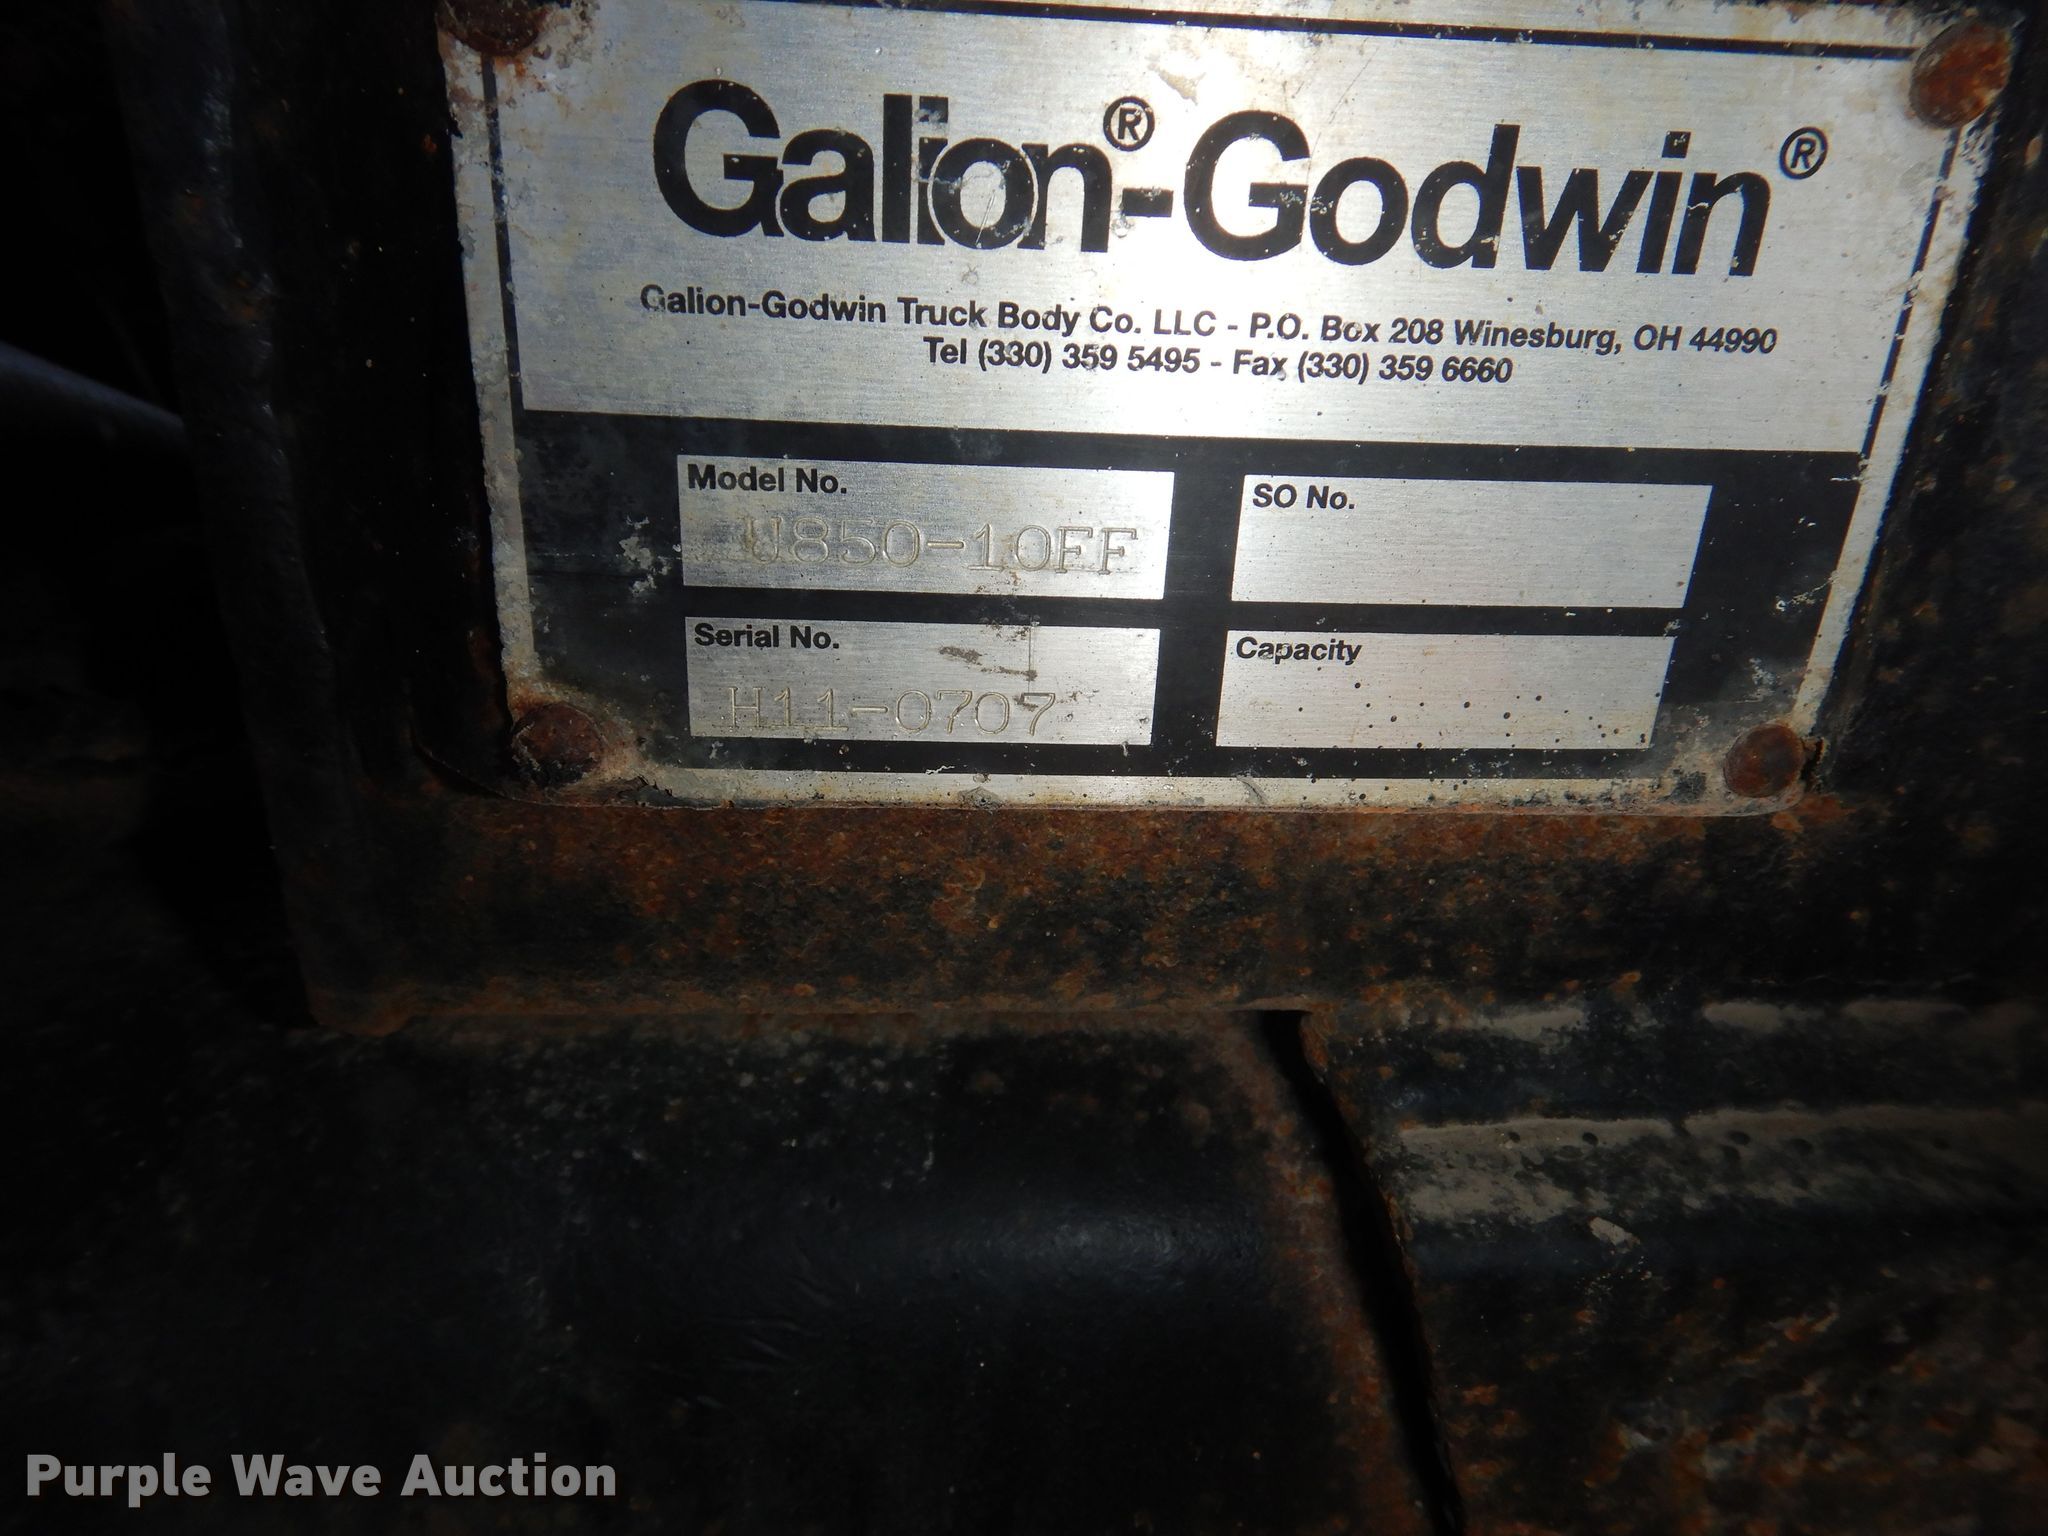 Galion®-Godwin®
Galion-Godwin Truck Body Co. LLC - P.O. Box 208 Winesburg, OH 44990
Tel (330) 359 5495 - Fax (330) 359 6660
Model No.
U850-10FF
SO No.
Serial No.
H11-0707
Capacity
Purple Wave Auction